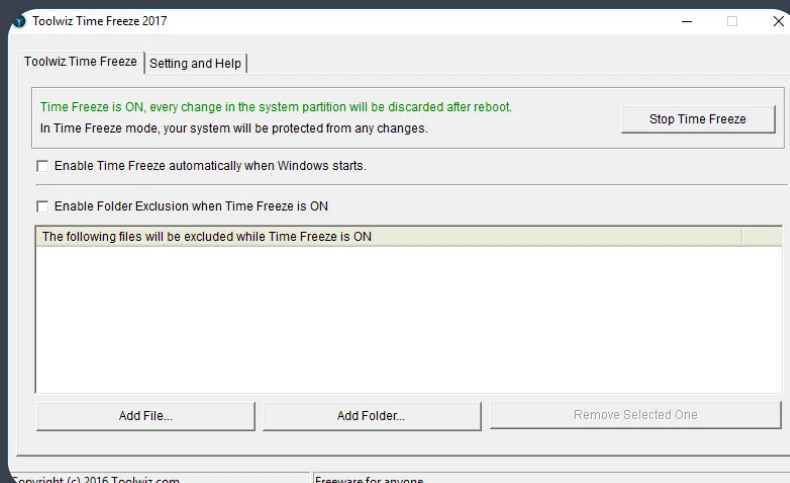 Toolwiz Time Freeze 2017
Toolwiz Time Freeze
Setting and Help
Time Freeze is ON, every change in the system partition will be discarded after reboot.
In Time Freeze mode, your system will be protected from any changes.
Stop Time Freeze
Enable Time Freeze automatically when Windows starts.
Enable Folder Exclusion when Time Freeze is ON
The following files will be excluded while Time Freeze is ON
Add File...
Add Folder...
Remove Selected One
Copyright (c) 2016 Toolwiz.com
Freeware for anyone